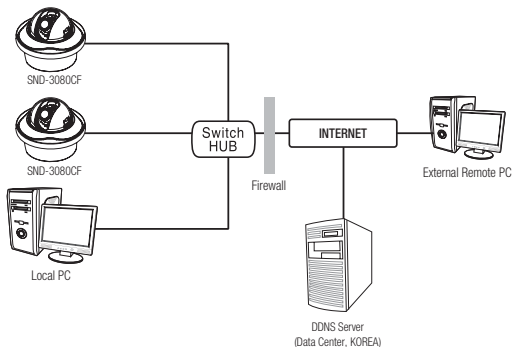 SND-3080CF
SND-3080CF
Local PC
Switch
HUB
Firewall
INTERNET
External Remote PC
DDNS Server
(Data Center, KOREA)